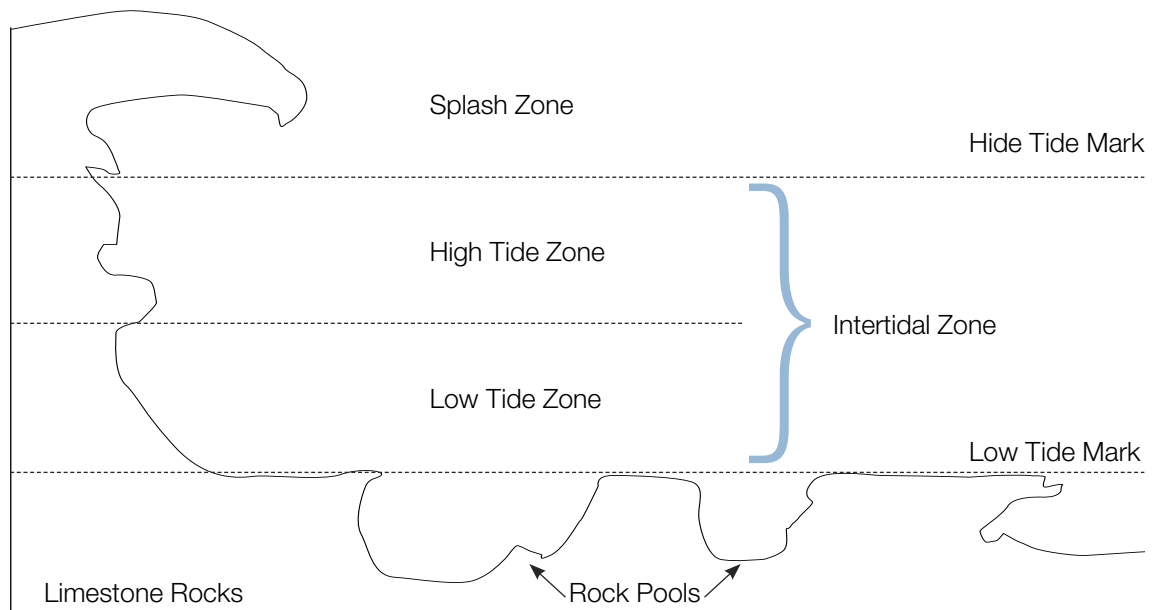 Splash Zone
Hide Tide Mark
High Tide Zone
Intertidal Zone
Low Tide Zone
Low Tide Mark
Limestone Rocks
Rock Pools